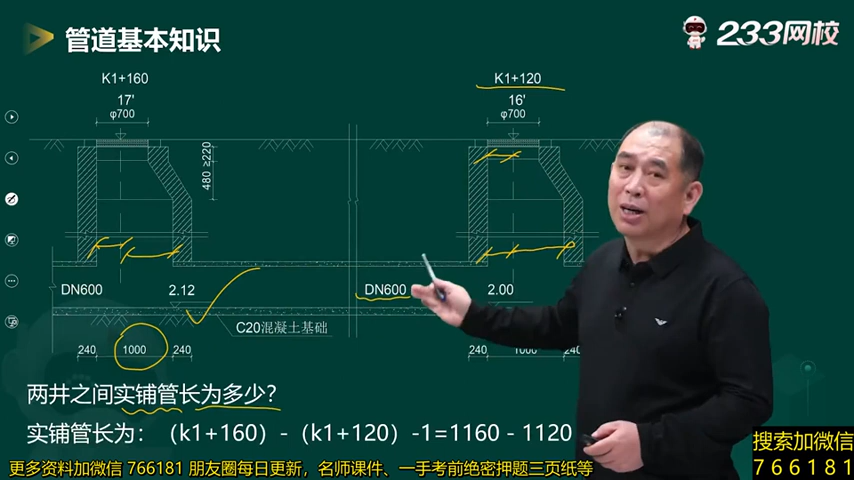 管道基本知识
233网校
K1+160
K1+120
17'
16'
φ700
φ700
480 ≥220
DN600
2.12
DN600
2.00
C20混凝土基础
240
1000
240
240
1000
240
两井之间实铺管长为多少?
实铺管长为：（k1+160）-（k1+120）-1=1160 - 1120
搜索加微信
766181
更多资料加微信 766181 朋友圈每日更新，名师课件、一手考前绝密押题三页纸等